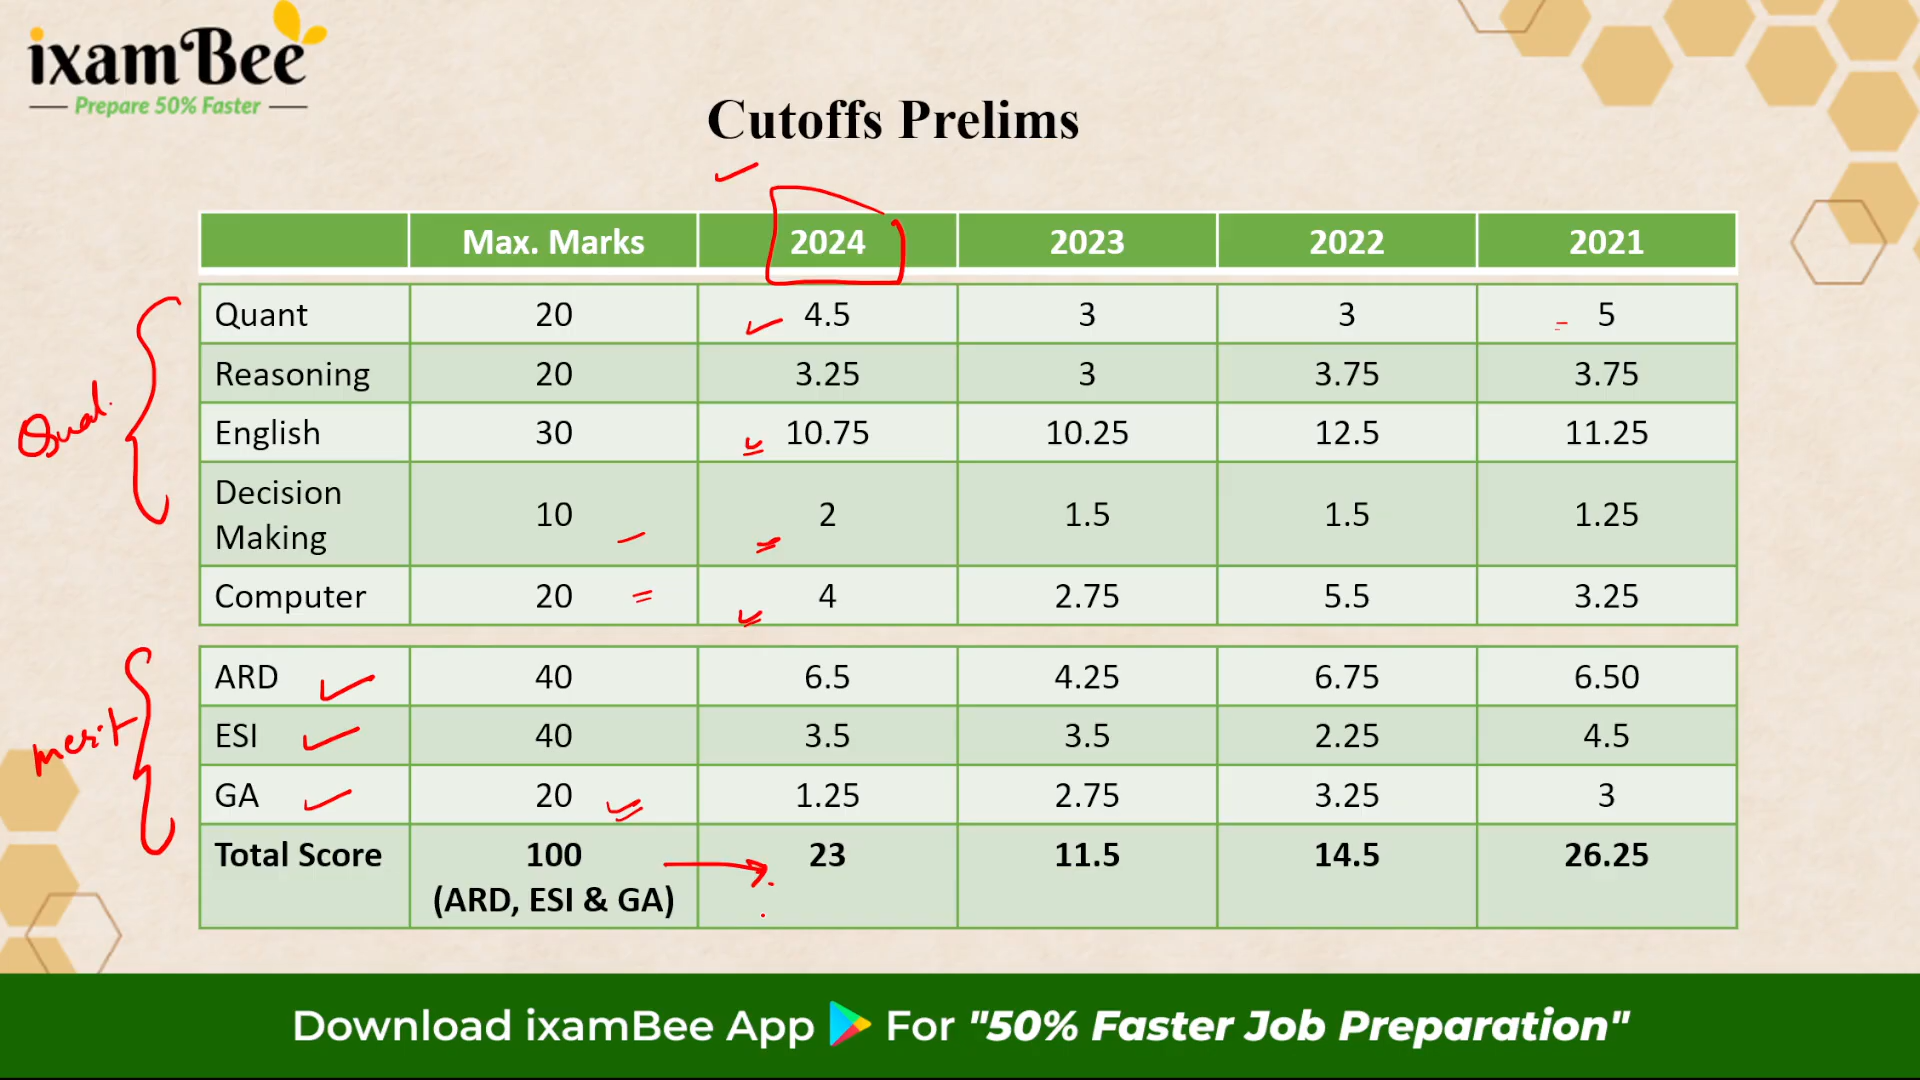 ixamBee
Prepare 50% Faster
Cutoffs Prelims
Max. Marks 2024 2023 2022 2021
Quant 20 4.5 3 3 5
Reasoning 20 3.25 3 3.75 3.75
English 30 10.75 10.25 12.5 11.25
Decision Making 10 2 1.5 1.5 1.25
Computer 20 4 2.75 5.5 3.25
Qual.
ARD 40 6.5 4.25 6.75 6.50
ESI 40 3.5 3.5 2.25 4.5
GA 20 1.25 2.75 3.25 3
Total Score 100 23 11.5 14.5 26.25
(ARD, ESI & GA)
merit
Download ixamBee App For "50% Faster Job Preparation"